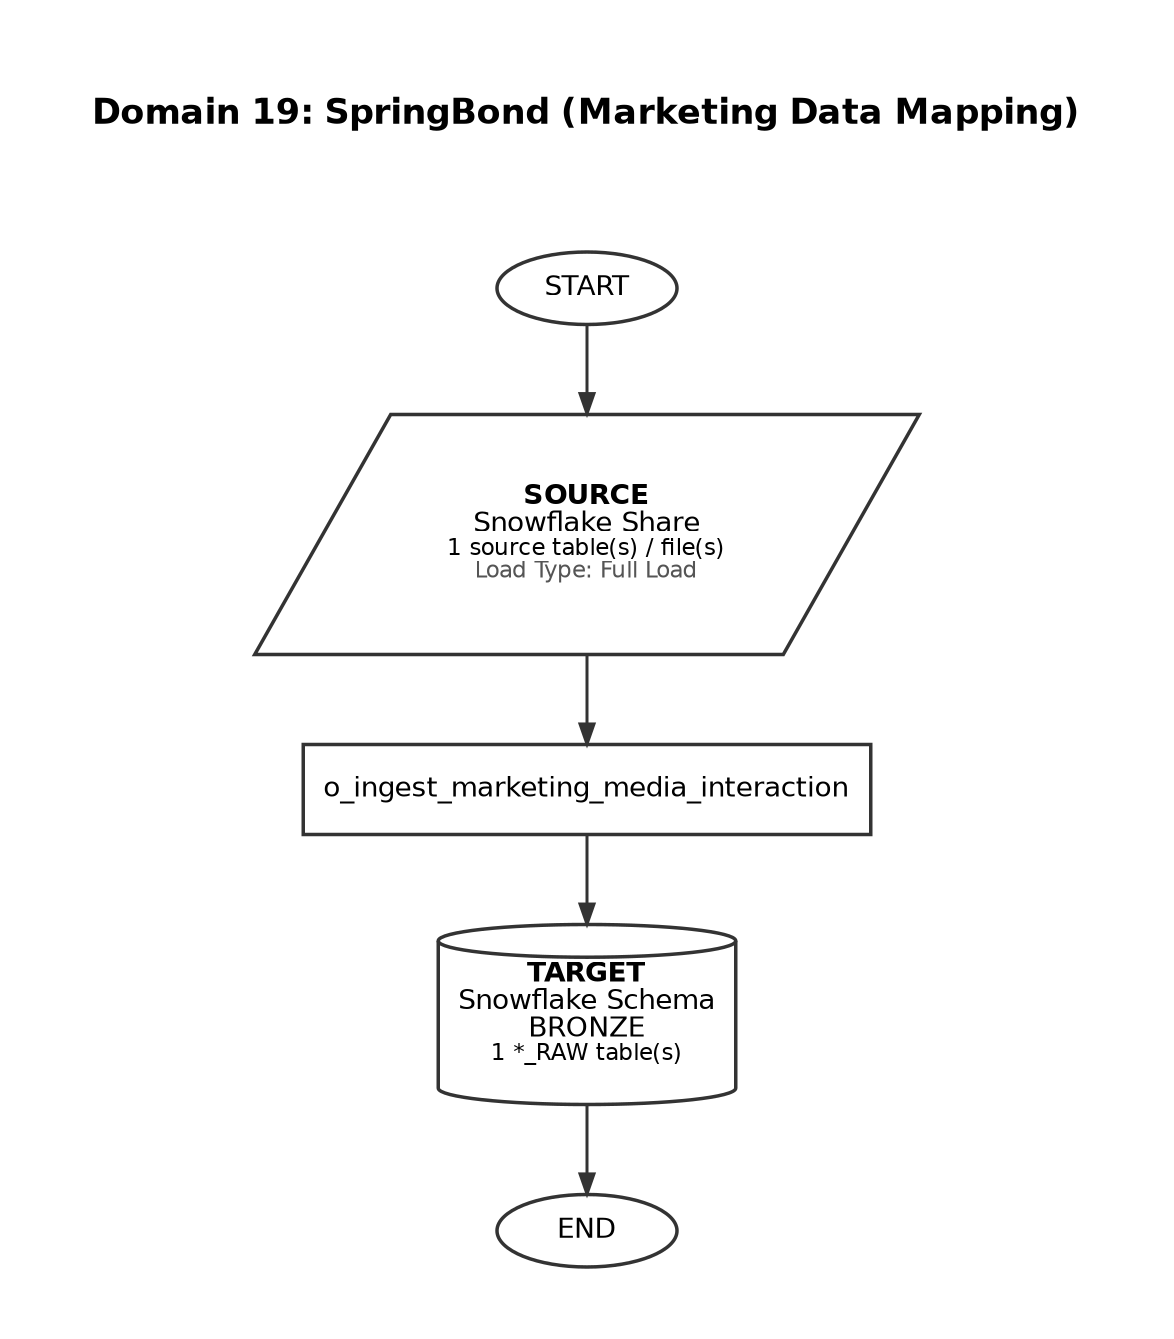 Domain 19: SpringBond (Marketing Data Mapping)
START
SOURCE
Snowflake Share
1 source table(s) / file(s)
Load Type: Full Load
o_ingest_marketing_media_interaction
TARGET
Snowflake Schema
BRONZE
1 *_RAW table(s)
END